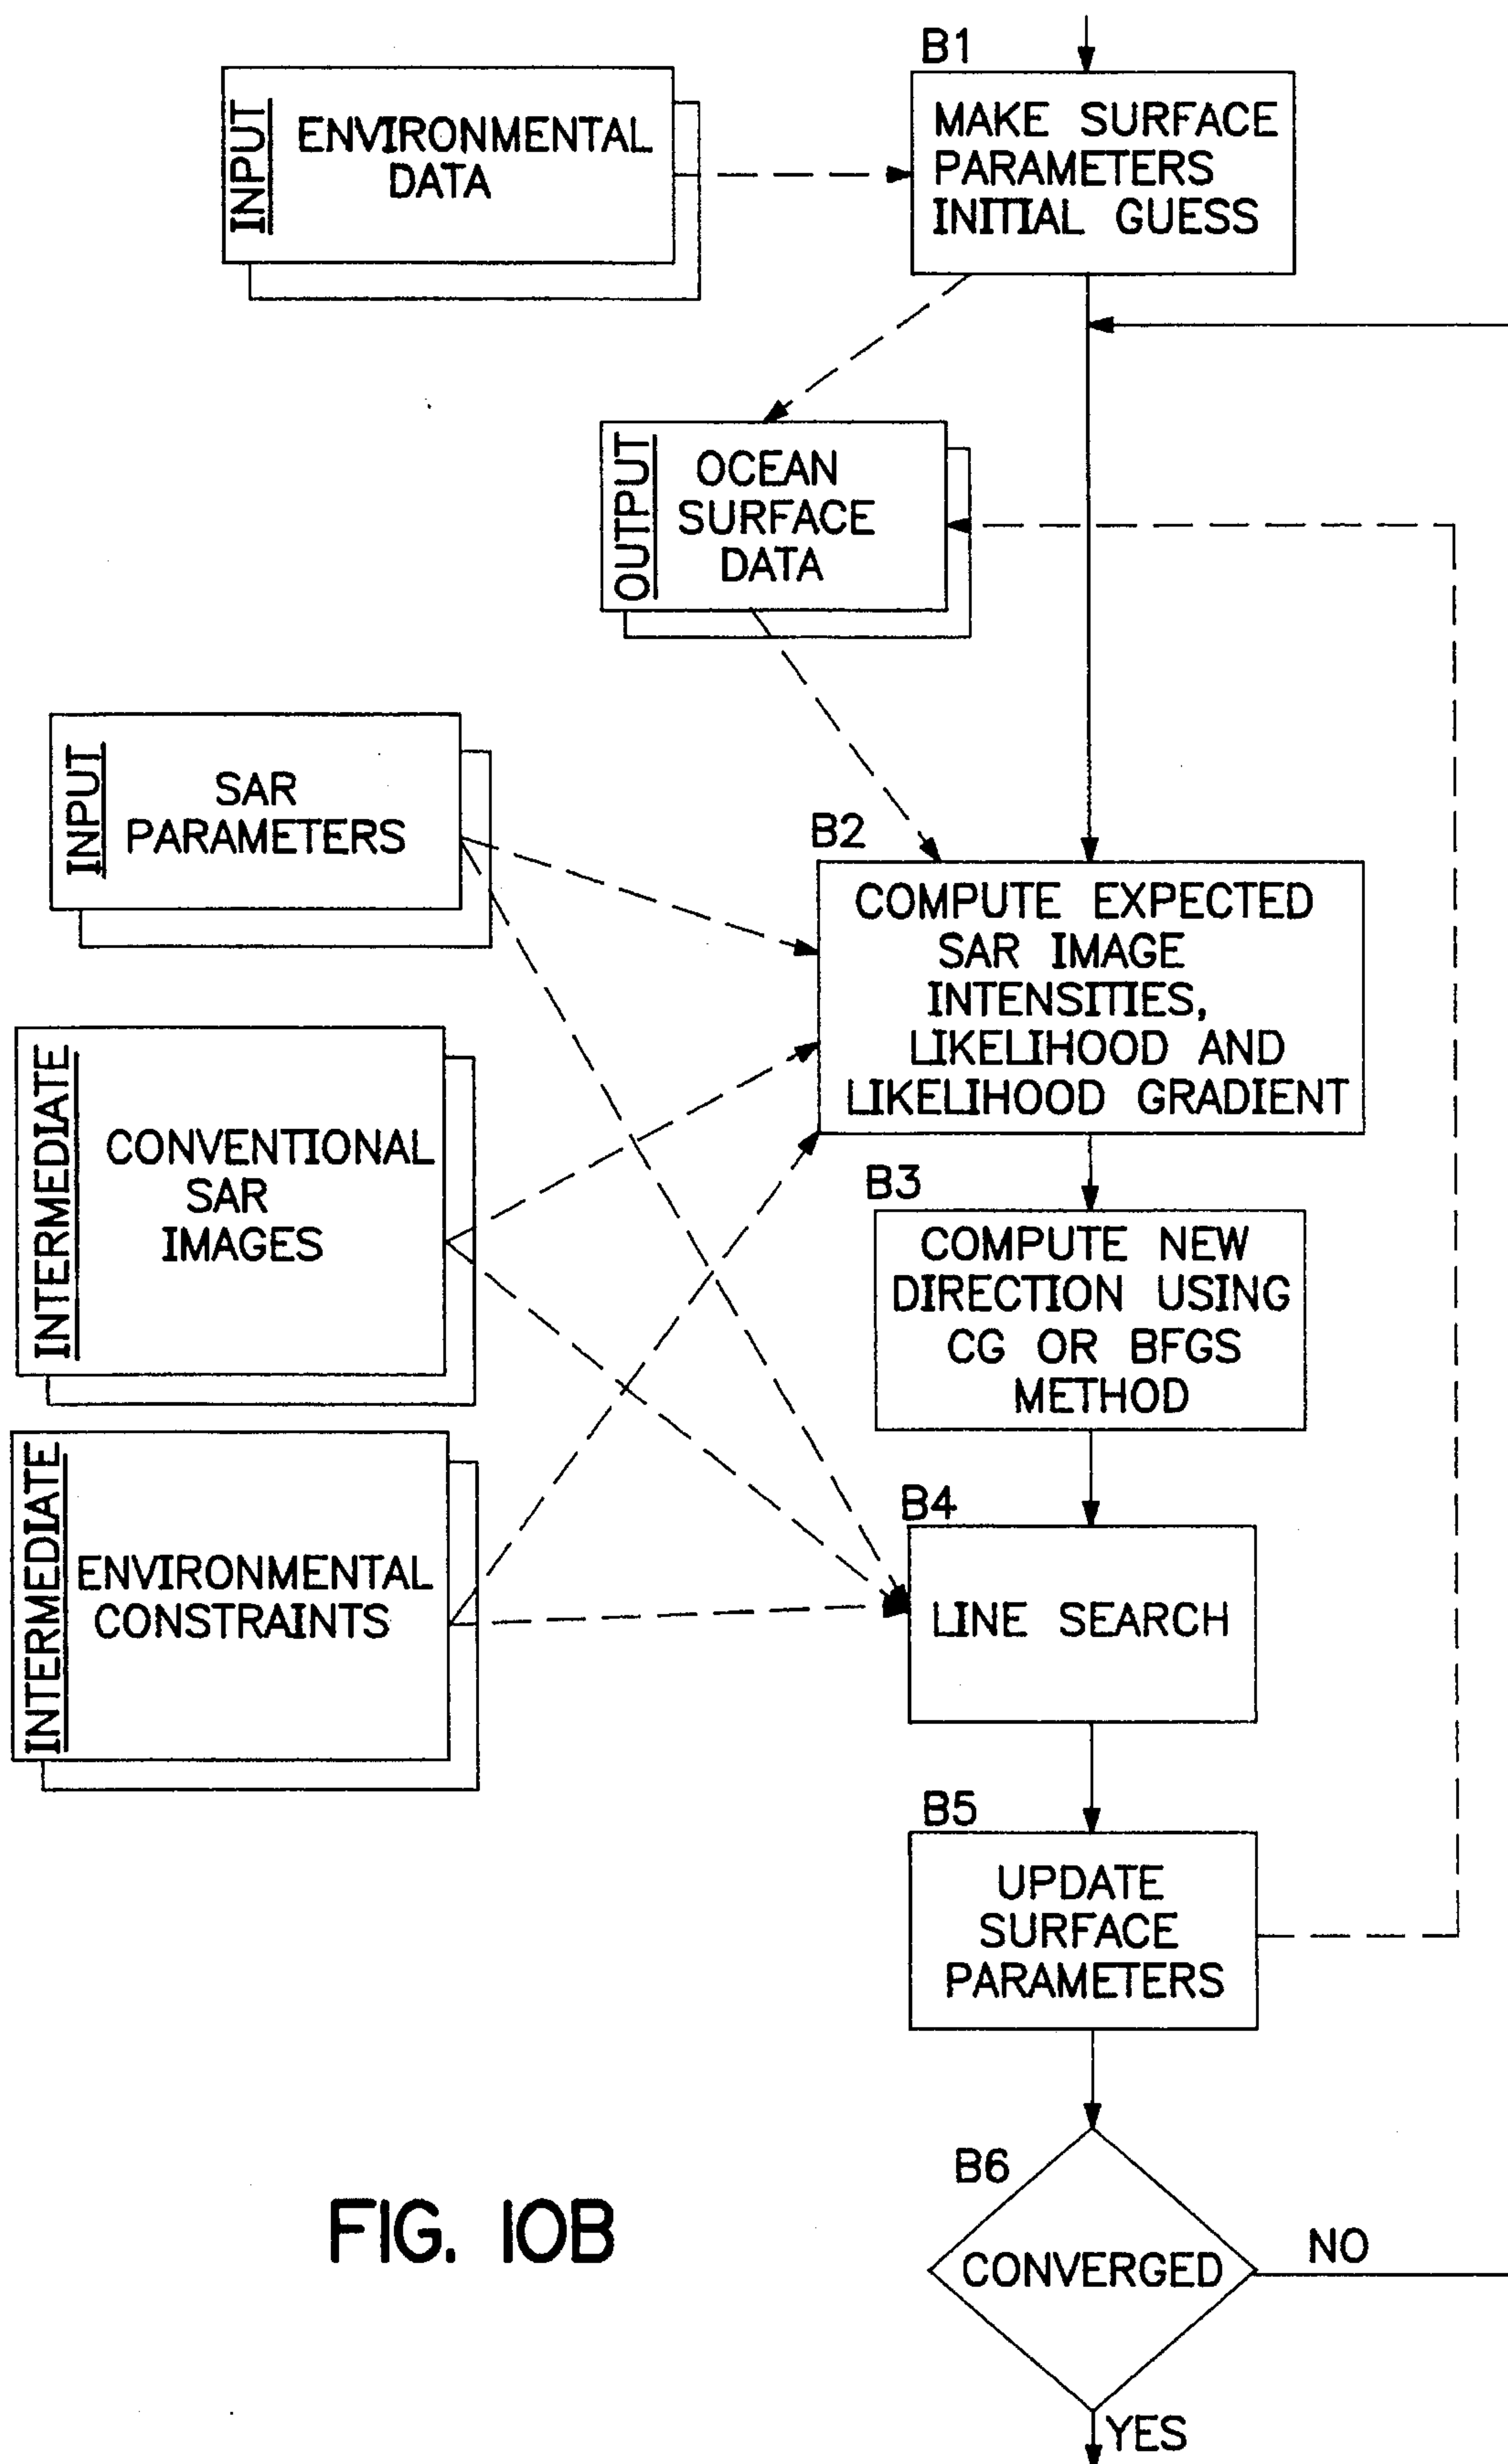 B1
MAKE SURFACE
PARAMETERS
INITIAL GUESS
INPUT
ENVIRONMENTAL
DATA
OUTPUT
OCEAN
SURFACE
DATA
INPUT
SAR
PARAMETERS
B2
COMPUTE EXPECTED
SAR IMAGE
INTENSITIES,
LIKELIHOOD AND
LIKELIHOOD GRADIENT
INTERMEDIATE
CONVENTIONAL
SAR
IMAGES
B3
COMPUTE NEW
DIRECTION USING
CG OR BFGS
METHOD
INTERMEDIATE
ENVIRONMENTAL
CONSTRAINTS
B4
LINE SEARCH
B5
UPDATE
SURFACE
PARAMETERS
B6
CONVERGED
NO
YES
FIG. 10B